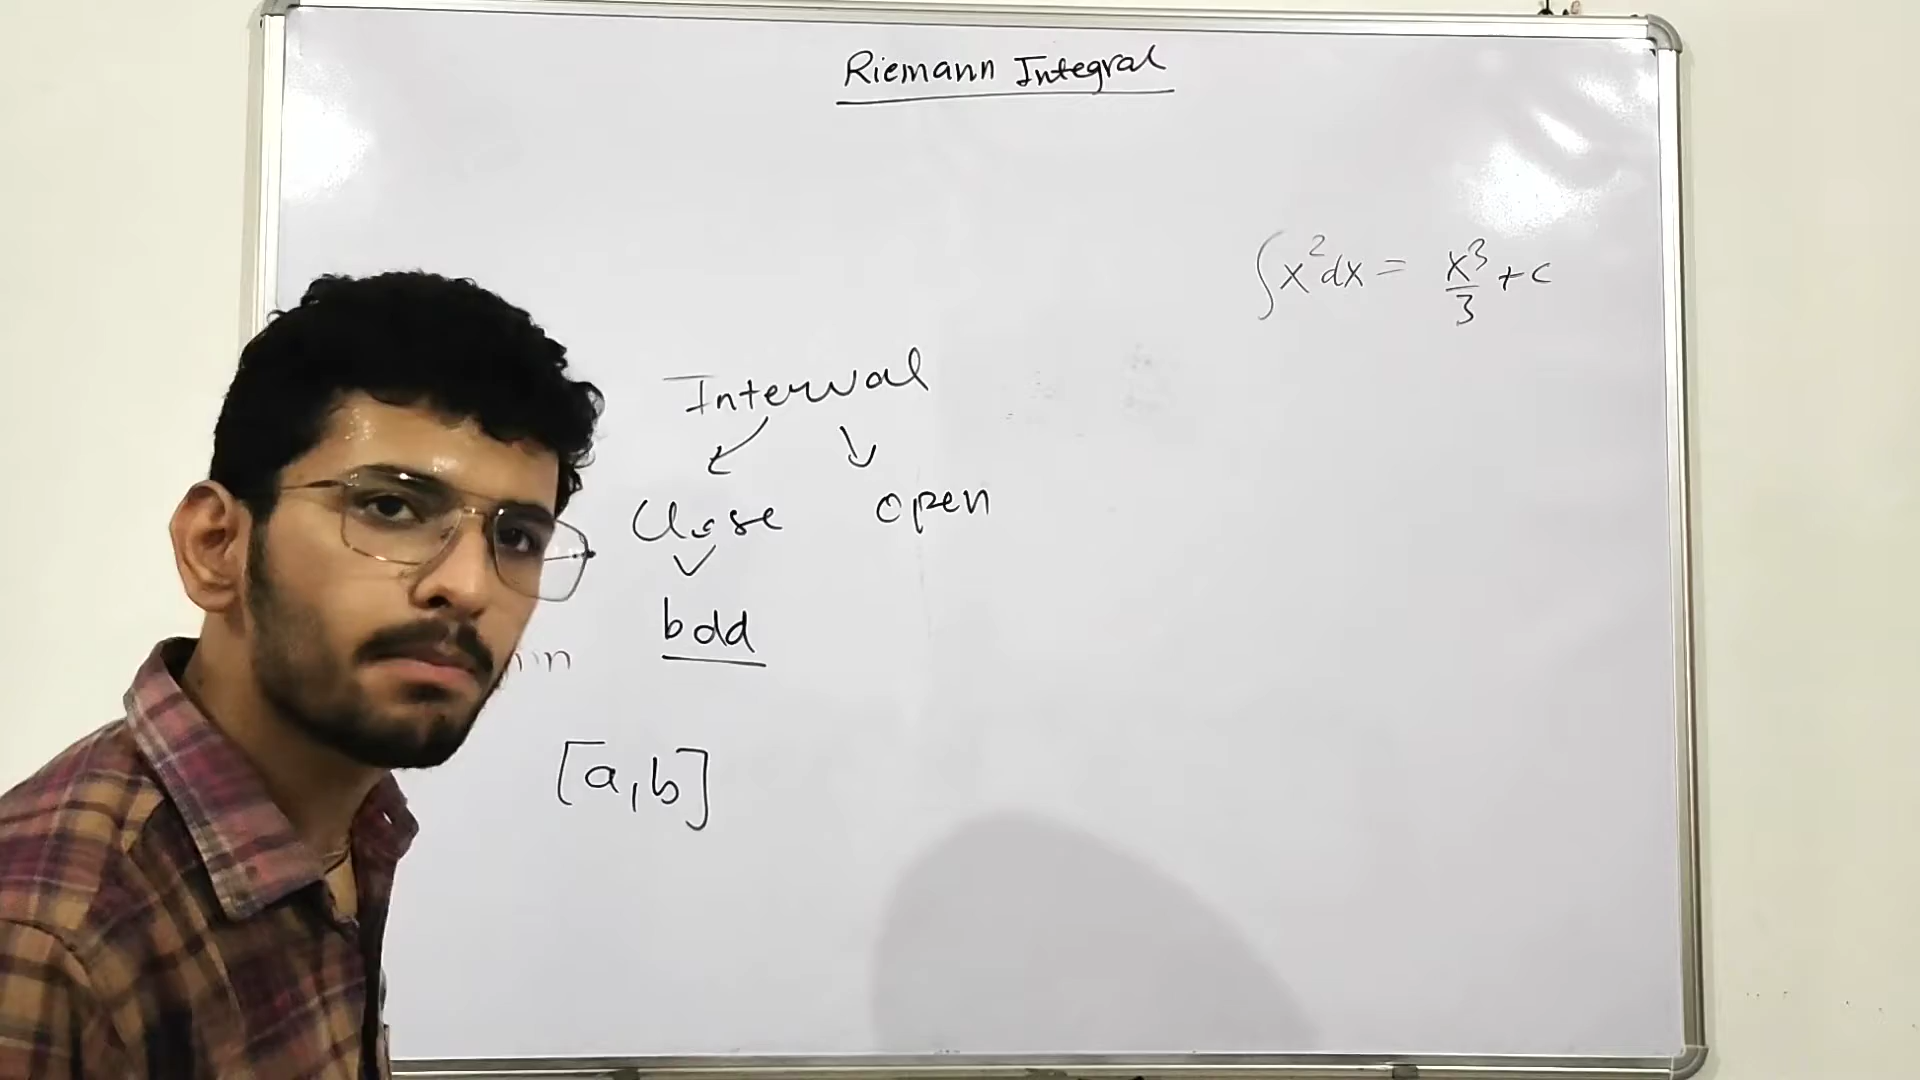 Riemann Integral
∫x²dx = x³/3 + c
Interval
Close open
bdd
[a,b]